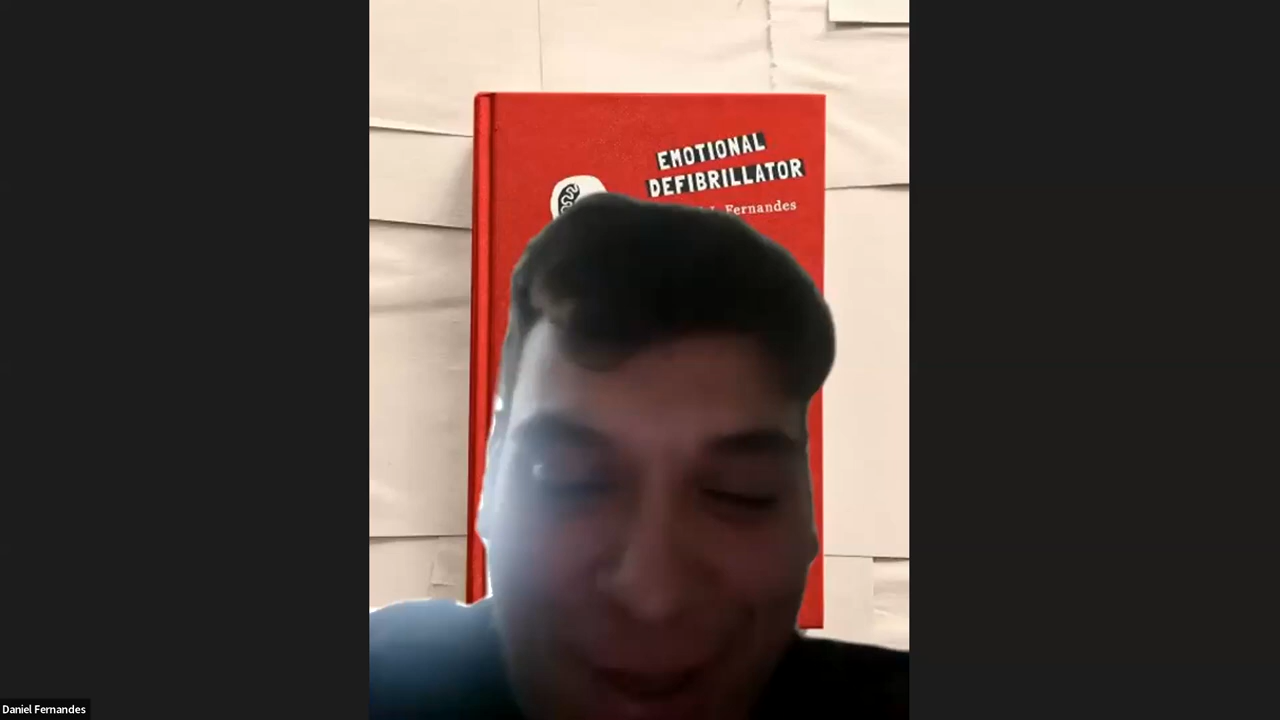 EMOTIONAL
DEFIBRILLATOR
Fernandes
Daniel Fernandes